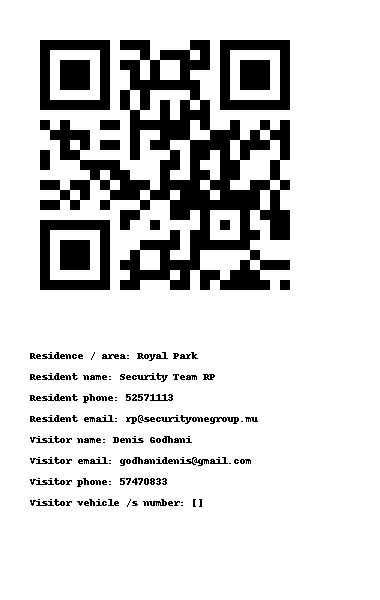 Residence / area: Royal Park
Resident name: Security Team RP
Resident phone: 52571113
Resident email: rp@securityonegroup.mu
Visitor name: Denis Godhani
Visitor email: godhanidenis@gmail.com
Visitor phone: 57470833
Visitor vehicle /s number: []